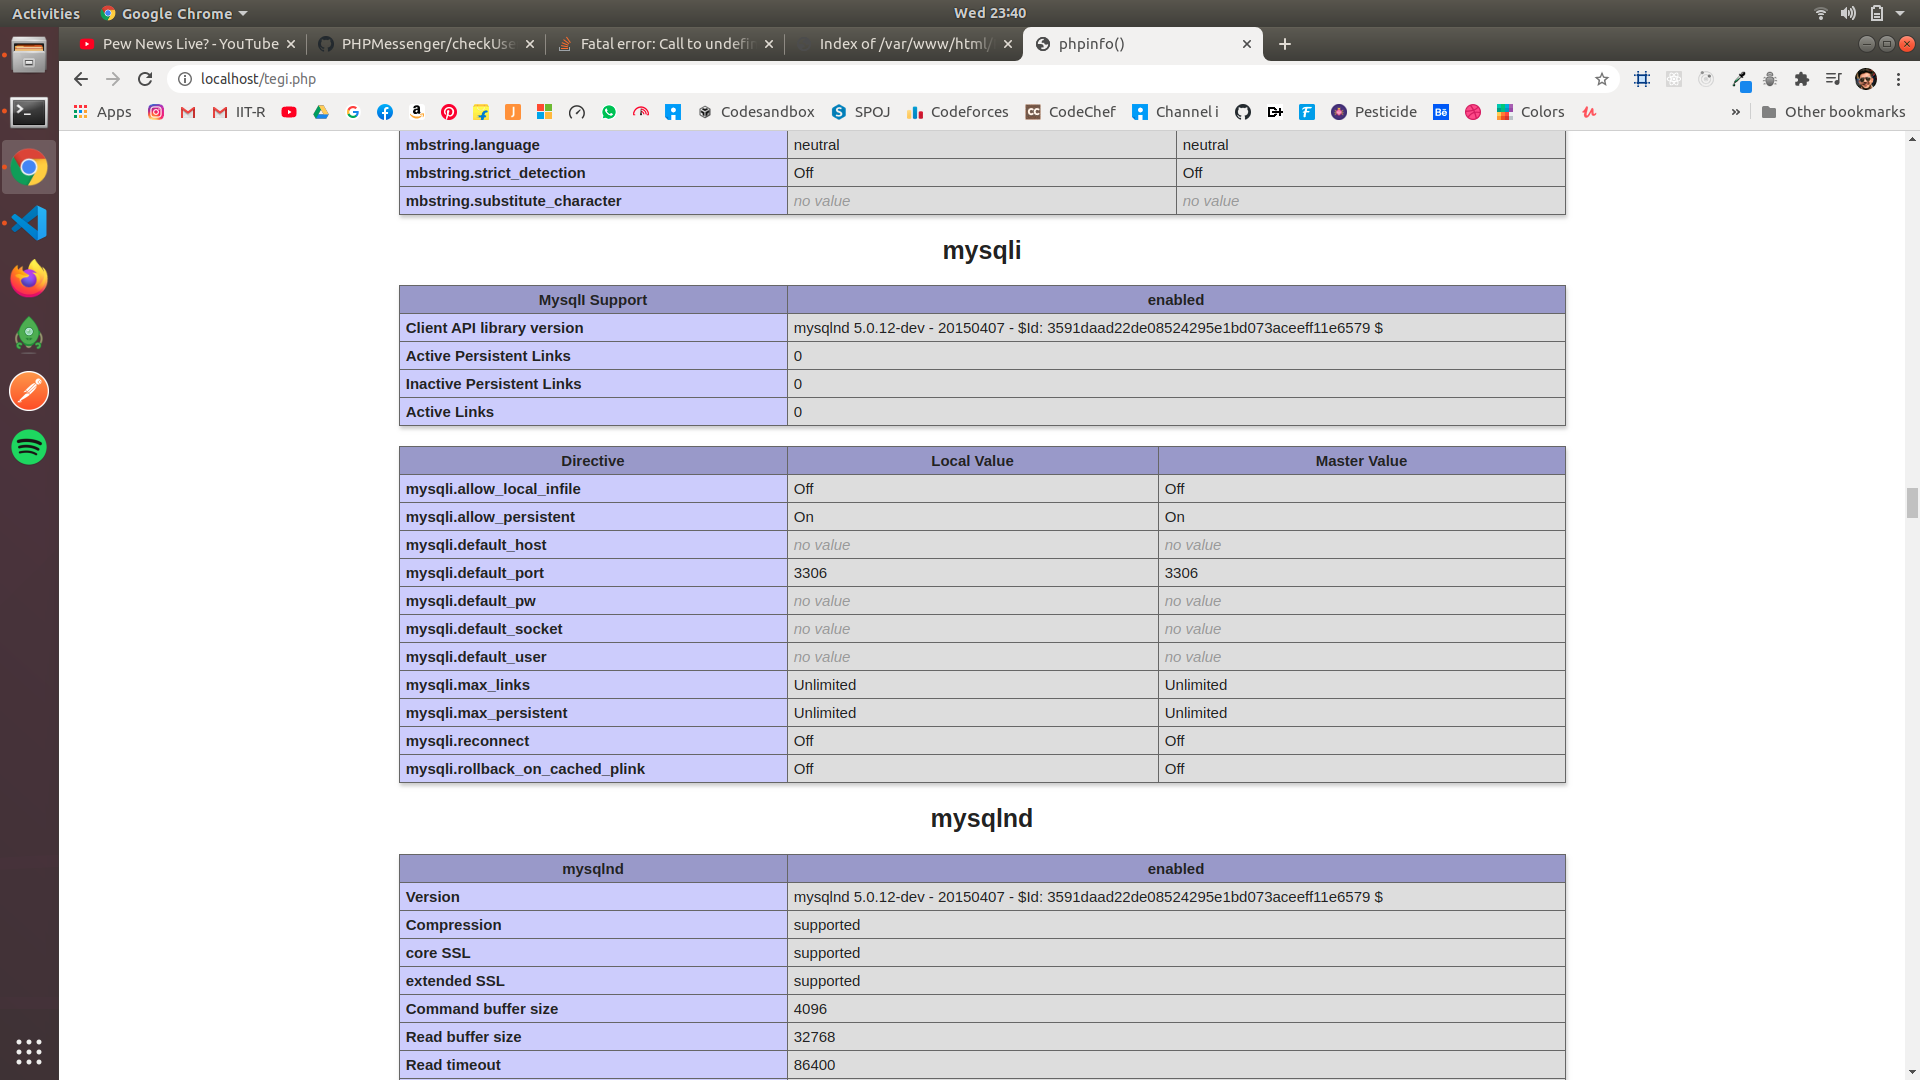 Activities Google Chrome Wed 23:40
Pew News Live? - YouTube PHPMessenger/checkUse Fatal error: Call to undefin Index of /var/www/html/ phpinfo()
localhost/tegi.php
Apps IIT-R Codesandbox SPOJ Codeforces CodeChef Channel i Pesticide Colors » Other bookmarks
mbstring.language neutral neutral
mbstring.strict_detection Off Off
mbstring.substitute_character no value no value
mysqli
MysqlI Support enabled
Client API library version mysqlnd 5.0.12-dev - 20150407 - $Id: 3591daad22de08524295e1bd073aceeff11e6579 $
Active Persistent Links 0
Inactive Persistent Links 0
Active Links 0
Directive Local Value Master Value
mysqli.allow_local_infile Off Off
mysqli.allow_persistent On On
mysqli.default_host no value no value
mysqli.default_port 3306 3306
mysqli.default_pw no value no value
mysqli.default_socket no value no value
mysqli.default_user no value no value
mysqli.max_links Unlimited Unlimited
mysqli.max_persistent Unlimited Unlimited
mysqli.reconnect Off Off
mysqli.rollback_on_cached_plink Off Off
mysqlnd
mysqlnd enabled
Version mysqlnd 5.0.12-dev - 20150407 - $Id: 3591daad22de08524295e1bd073aceeff11e6579 $
Compression supported
core SSL supported
extended SSL supported
Command buffer size 4096
Read buffer size 32768
Read timeout 86400